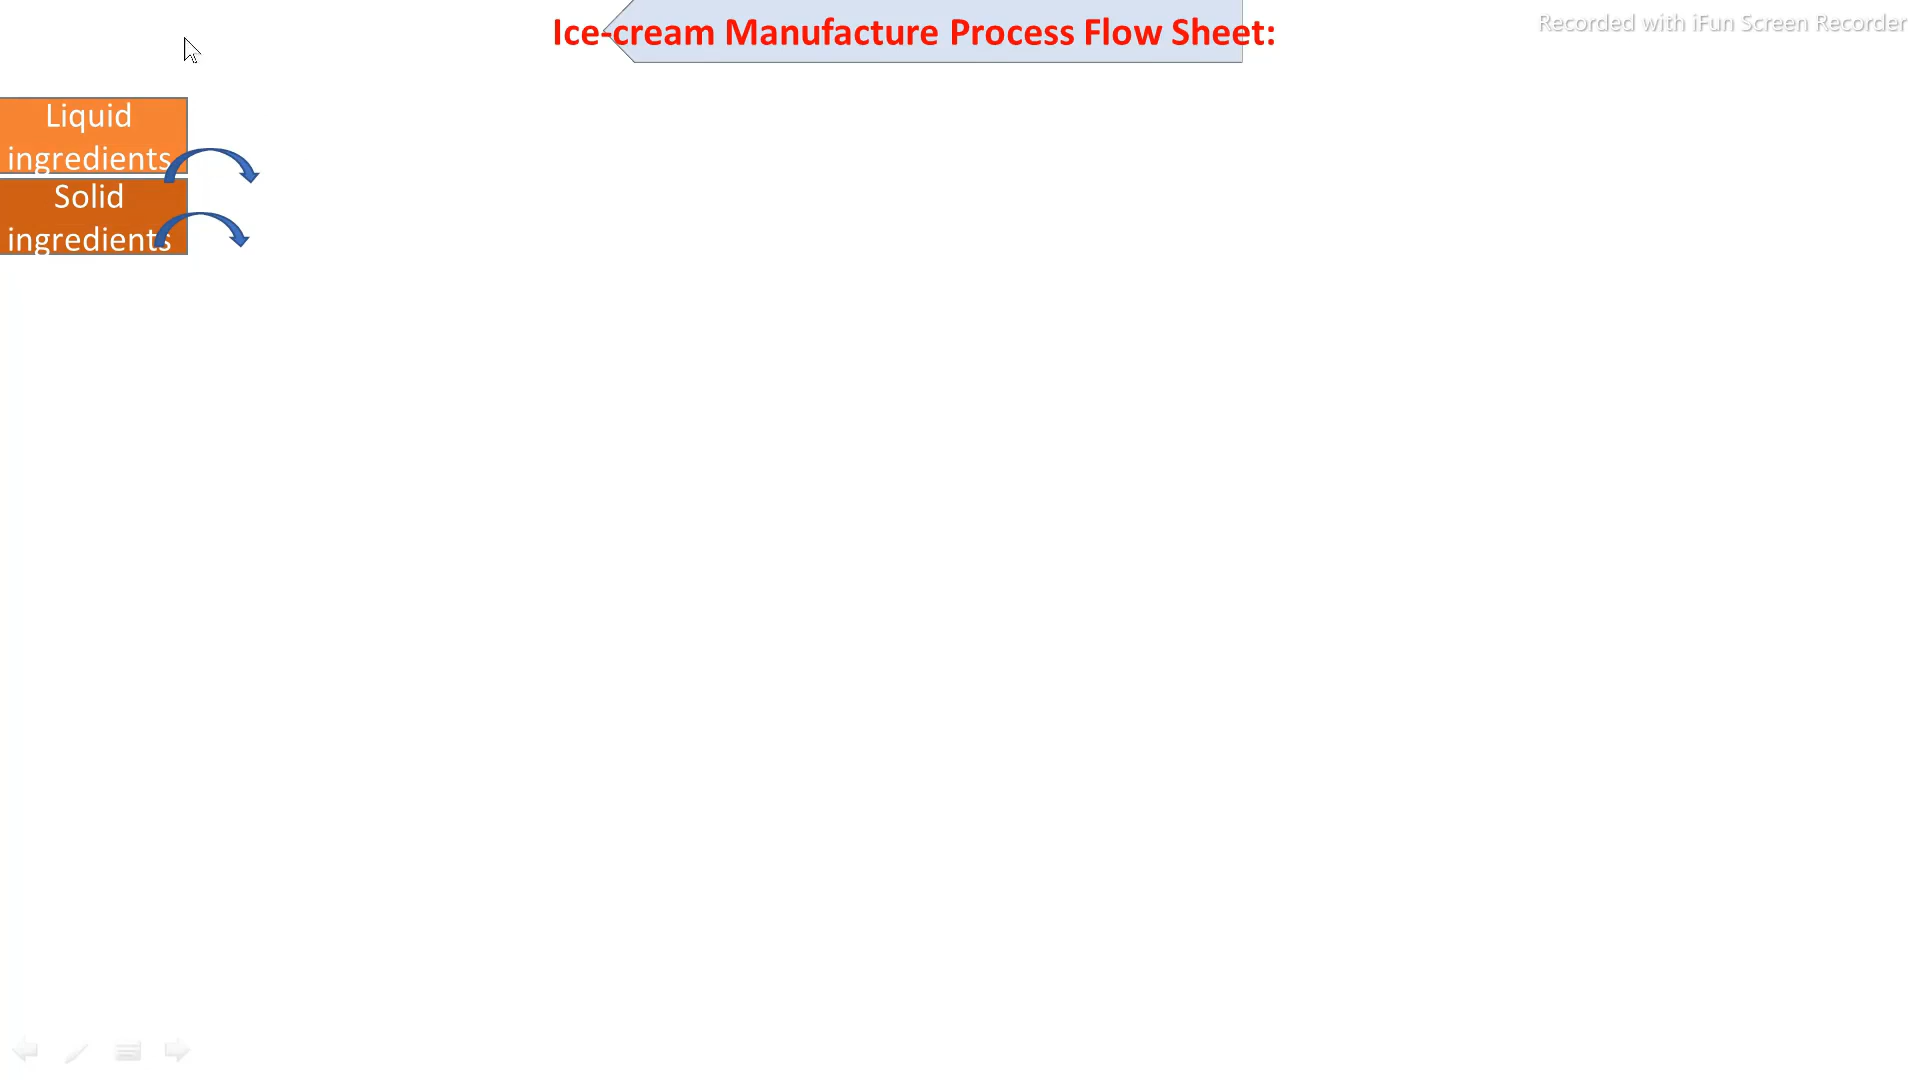 Ice-cream Manufacture Process Flow Sheet:
Recorded with iFun Screen Recorder
Liquid
ingredients
Solid
ingredients